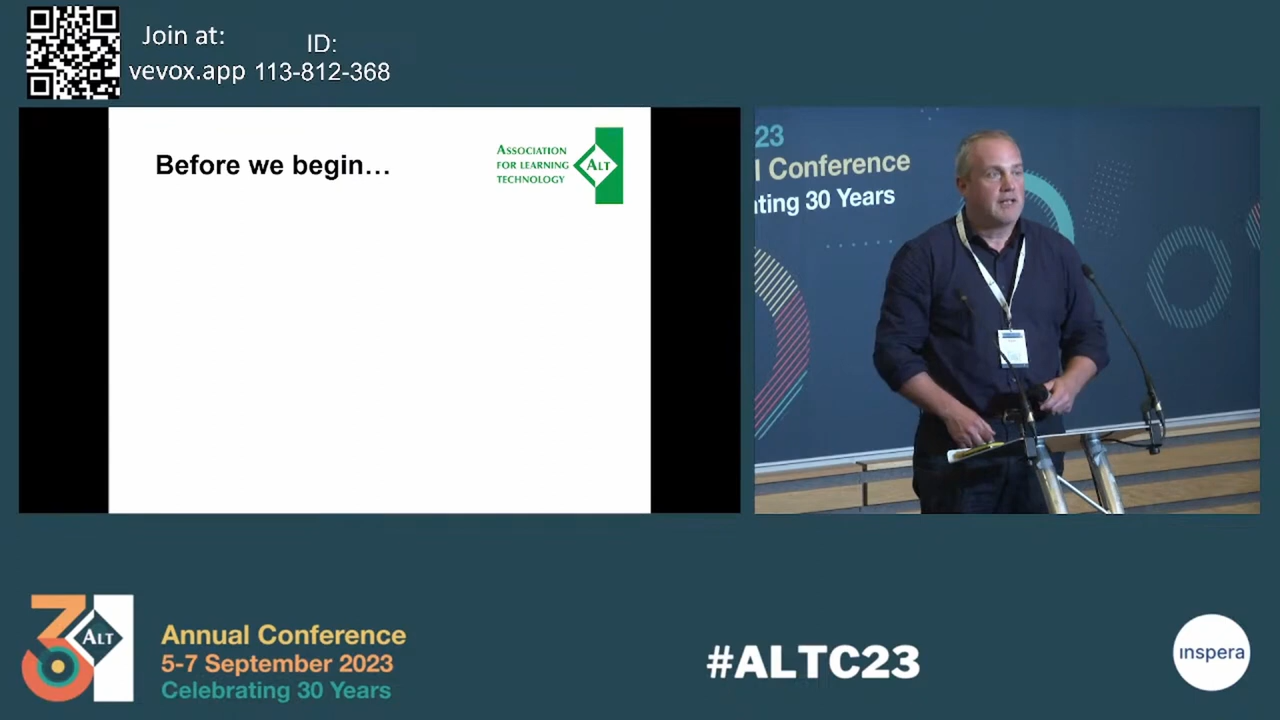 Join at:
vevox.app
ID:
113-812-368
Before we begin...
ASSOCIATION
FOR LEARNING
TECHNOLOGY
ALT
23
l Conference
ting 30 Years
ALT
Annual Conference
5-7 September 2023
Celebrating 30 Years
#ALTC23
inspera